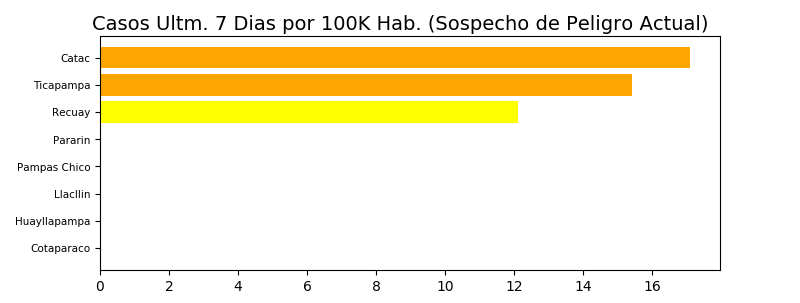 Casos Ultm. 7 Dias por 100K Hab. (Sospecho de Peligro Actual)
Catac
Ticapampa
Recuay
Pararin
Pampas Chico
Llacllin
Huayllapampa
Cotaparaco
0 2 4 6 8 10 12 14 16